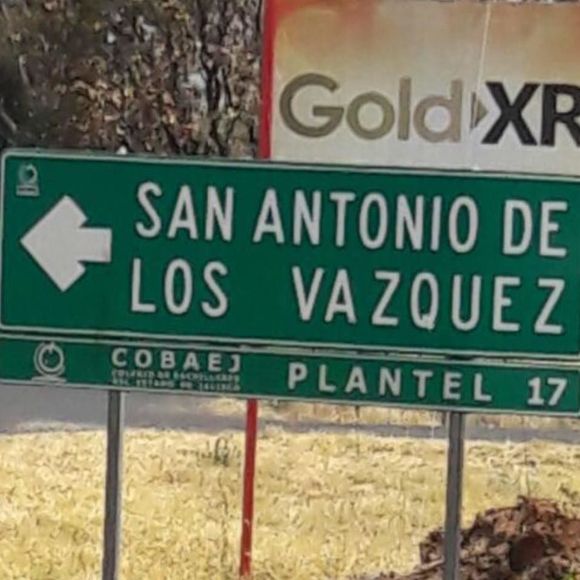 Gold XR
SAN ANTONIO DE
LOS VAZQUEZ
COBAEJ
COLEGIO DE BACHILLERES
DEL ESTADO DE JALISCO
PLANTEL 17